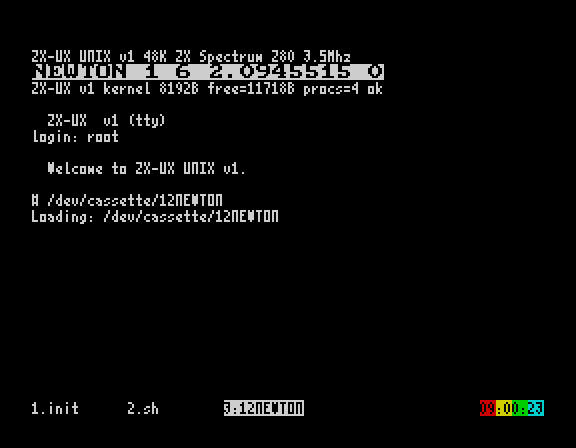 ZX-UX UNIX v1 48K ZX Spectrum Z80 3.5Mhz
NEWTON 1 6 2.0945515 0
ZX-UX v1 kernel 8192B free=11718B procs=4 ok
ZX-UX v1 (tty)
login: root
Welcome to ZX-UX UNIX v1.
# /dev/cassette/12NEWTON
Loading: /dev/cassette/12NEWTON
1.init 2.sh 3.12NEWTON 09:00:23